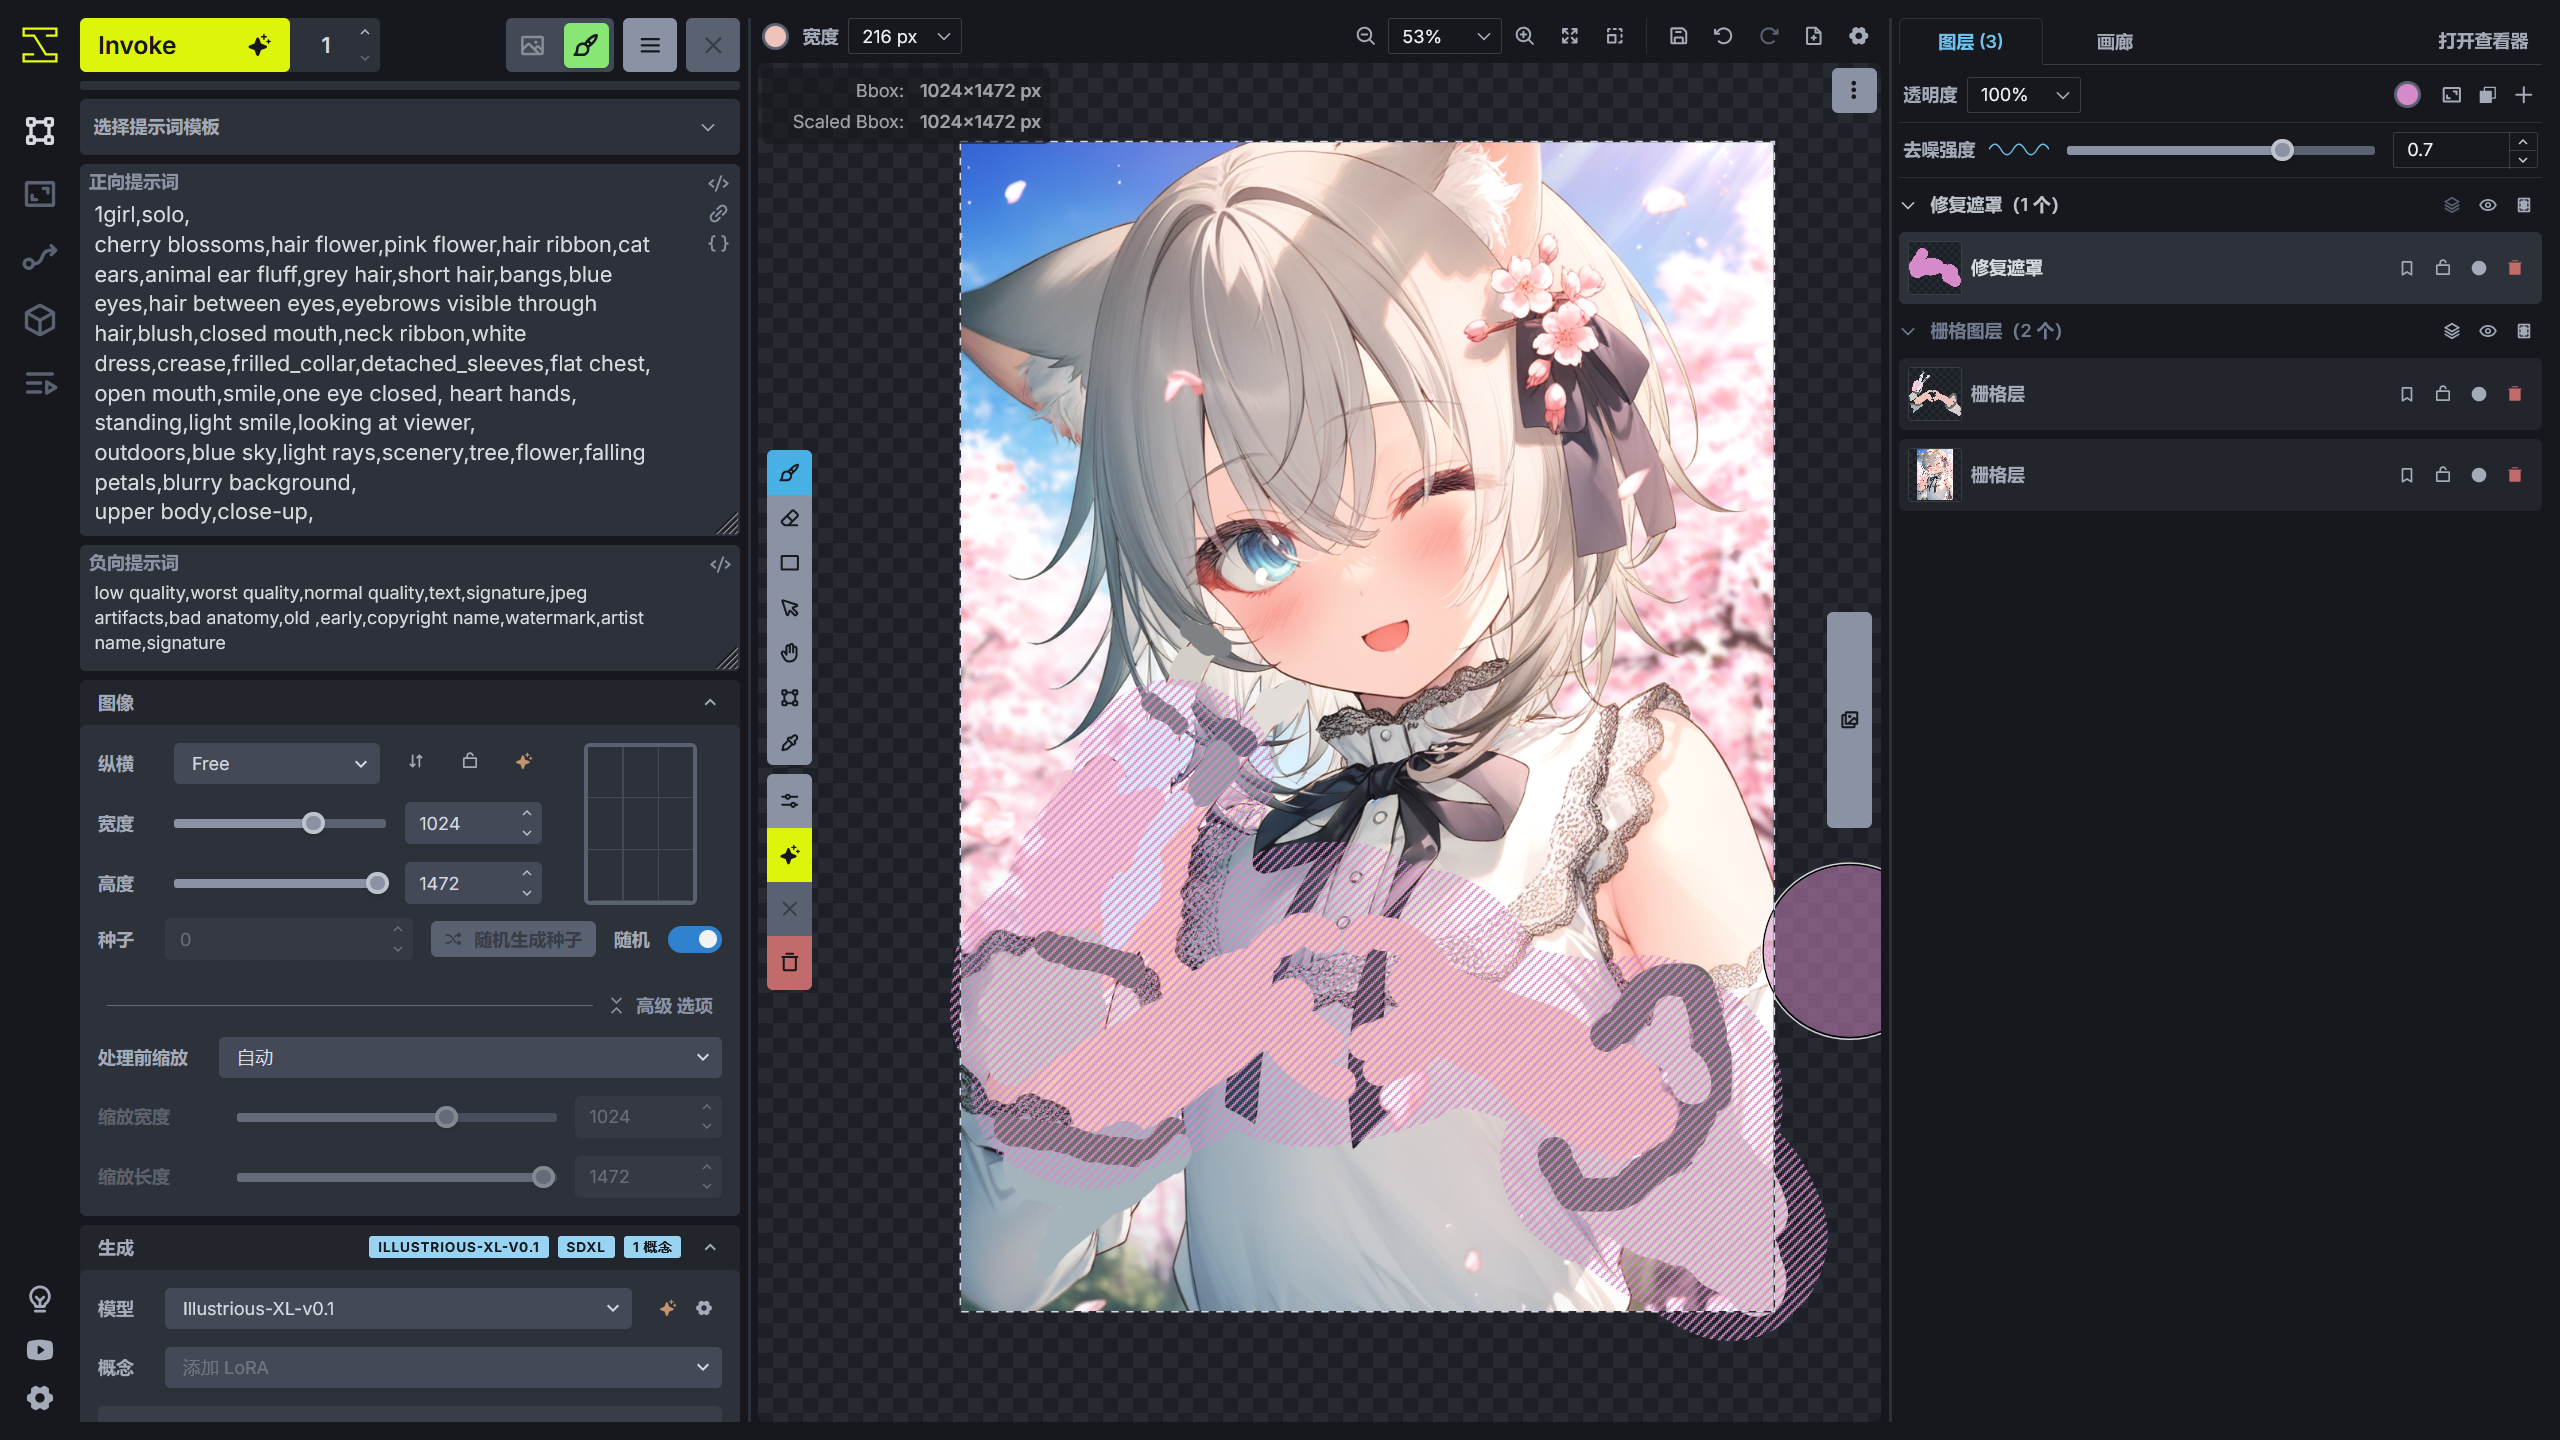 Invoke
1
选择提示词模板
正向提示词
1girl,solo,
cherry blossoms,hair flower,pink flower,hair ribbon,cat
ears,animal ear fluff,grey hair,short hair,bangs,blue
eyes,hair between eyes,eyebrows visible through
hair,blush,closed mouth,neck ribbon,white
dress,crease,frilled_collar,detached_sleeves,flat chest,
open mouth,smile,one eye closed, heart hands,
standing,light smile,looking at viewer,
outdoors,blue sky,light rays,scenery,tree,flower,falling
petals,blurry background,
upper body,close-up,
负向提示词
low quality,worst quality,normal quality,text,signature,jpeg
artifacts,bad anatomy,old ,early,copyright name,watermark,artist
name,signature
图像
纵横 Free
宽度 1024
高度 1472
种子 0 随机生成种子 随机
高级 选项
处理前缩放 自动
缩放宽度 1024
缩放长度 1472
生成 ILLUSTRIOUS-XL-V0.1 SDXL 1 概念
模型 Illustrious-XL-v0.1
概念 添加 LoRA
宽度 216 px 53%
Bbox: 1024×1472 px
Scaled Bbox: 1024×1472 px
图层 (3) 画廊 打开查看器
透明度 100%
去噪强度 0.7
修复遮罩 (1 个)
修复遮罩
栅格图层 (2 个)
栅格层
栅格层